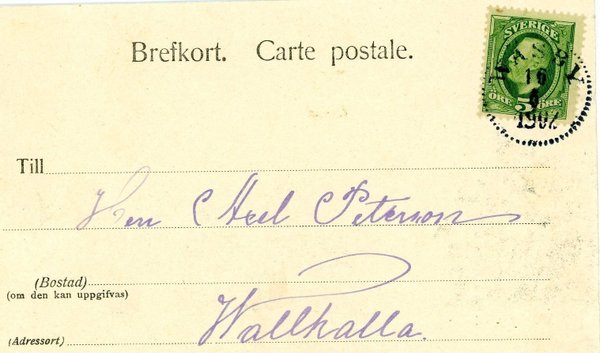 Brefkort. Carte postale.
SVERIGE
5
ÖRE ÖRE
16
1902
Till
Herr Axel Peterson
(Bostad)
(om den kan uppgifvas)
Wallhalla.
(Adressort)